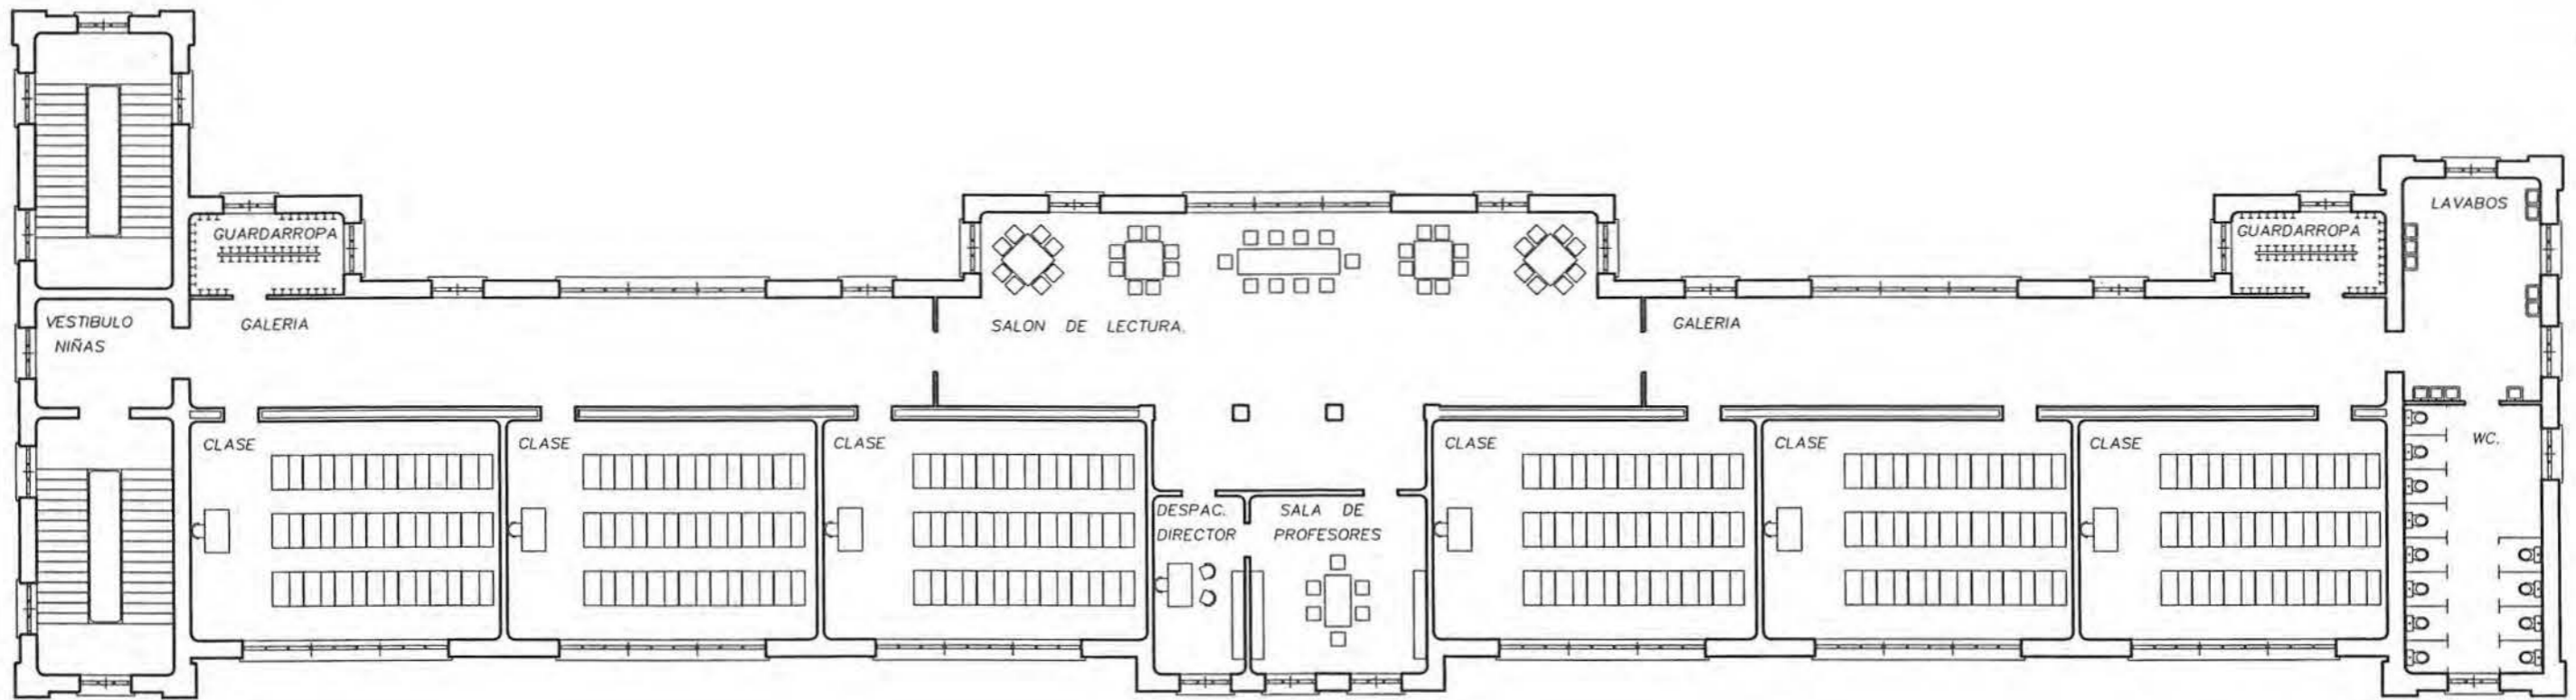 LAVABOS
GUARDARROPA
GUARDARROPA
VESTIBULO
NIÑAS
GALERIA
SALON DE LECTURA.
GALERIA
CLASE
CLASE
CLASE
CLASE
CLASE
CLASE
WC.
DESPAC.
DIRECTOR
SALA DE
PROFESORES